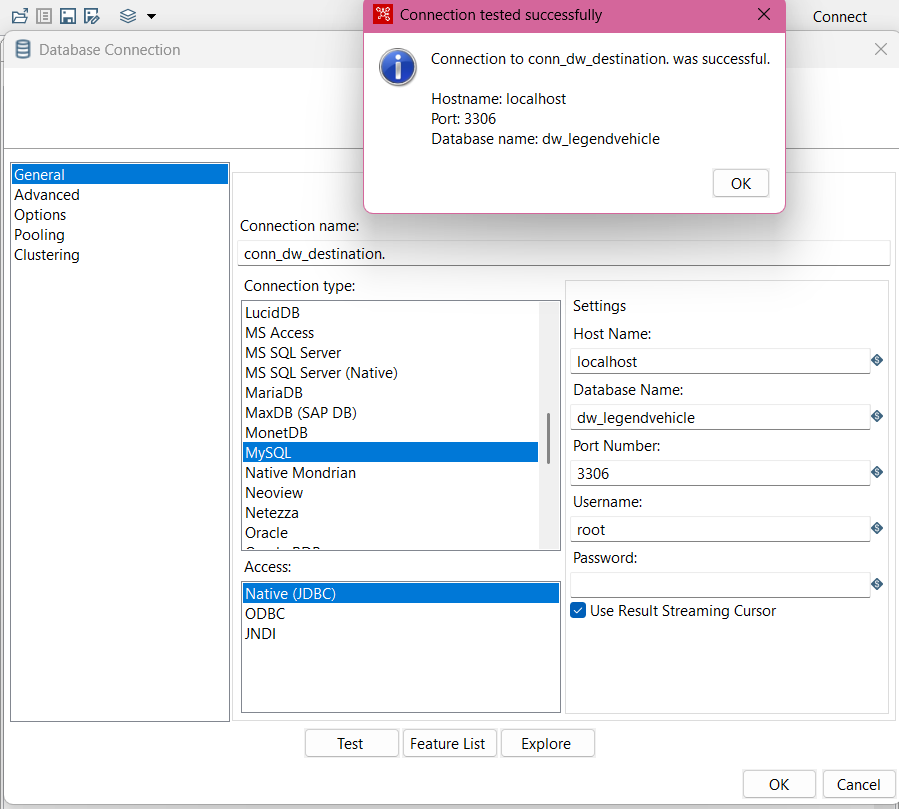 Connection tested successfully
Connect
Database Connection
Connection to conn_dw_destination. was successful.
Hostname: localhost
Port: 3306
Database name: dw_legendvehicle
OK
General
Advanced
Options
Pooling
Clustering
Connection name:
conn_dw_destination.
Connection type:
LucidDB
MS Access
MS SQL Server
MS SQL Server (Native)
MariaDB
MaxDB (SAP DB)
MonetDB
MySQL
Native Mondrian
Neoview
Netezza
Oracle
Access:
Native (JDBC)
ODBC
JNDI
Settings
Host Name:
localhost
Database Name:
dw_legendvehicle
Port Number:
3306
Username:
root
Password:
Use Result Streaming Cursor
Test
Feature List
Explore
OK
Cancel